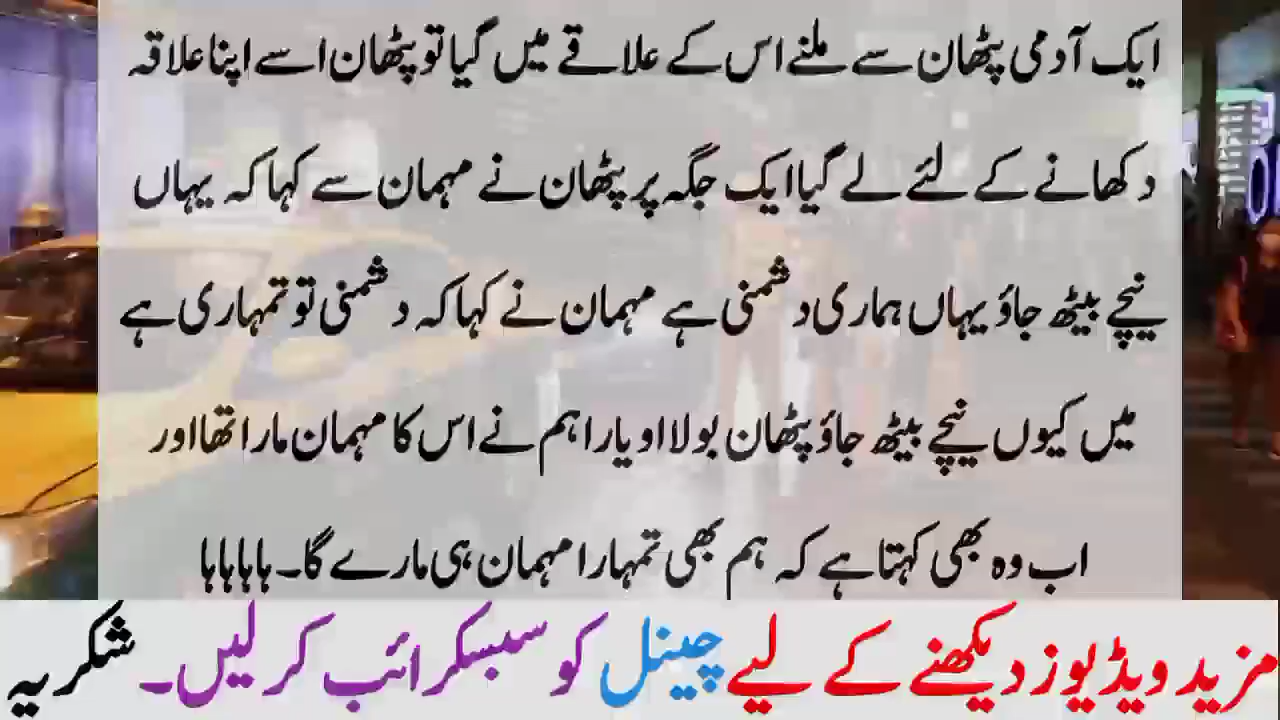 ایک آدمی پٹھان سے ملنے اس کے علاقے میں گیا تو پٹھان اسے اپنا علاقہ
دکھانے کے لئے لے گیا ایک جگہ پر پٹھان نے مہمان سے کہا کہ یہاں
نیچے بیٹھ جاؤ یہاں ہماری دشمنی ہے مہمان نے کہا کہ دشمنی تو تمہاری ہے
میں کیوں نیچے بیٹھ جاؤ پٹھان بولا او یارا ہم نے اس کا مہمان مارا تھا اور
اب وہ بھی کہتا ہے کہ ہم بھی تمہارا مہمان ہی مارے گا۔ ہاہاہاہا
مزید ویڈیوز دیکھنے کے لیے چینل کو سبسکرائب کر لیں۔ شکریہ